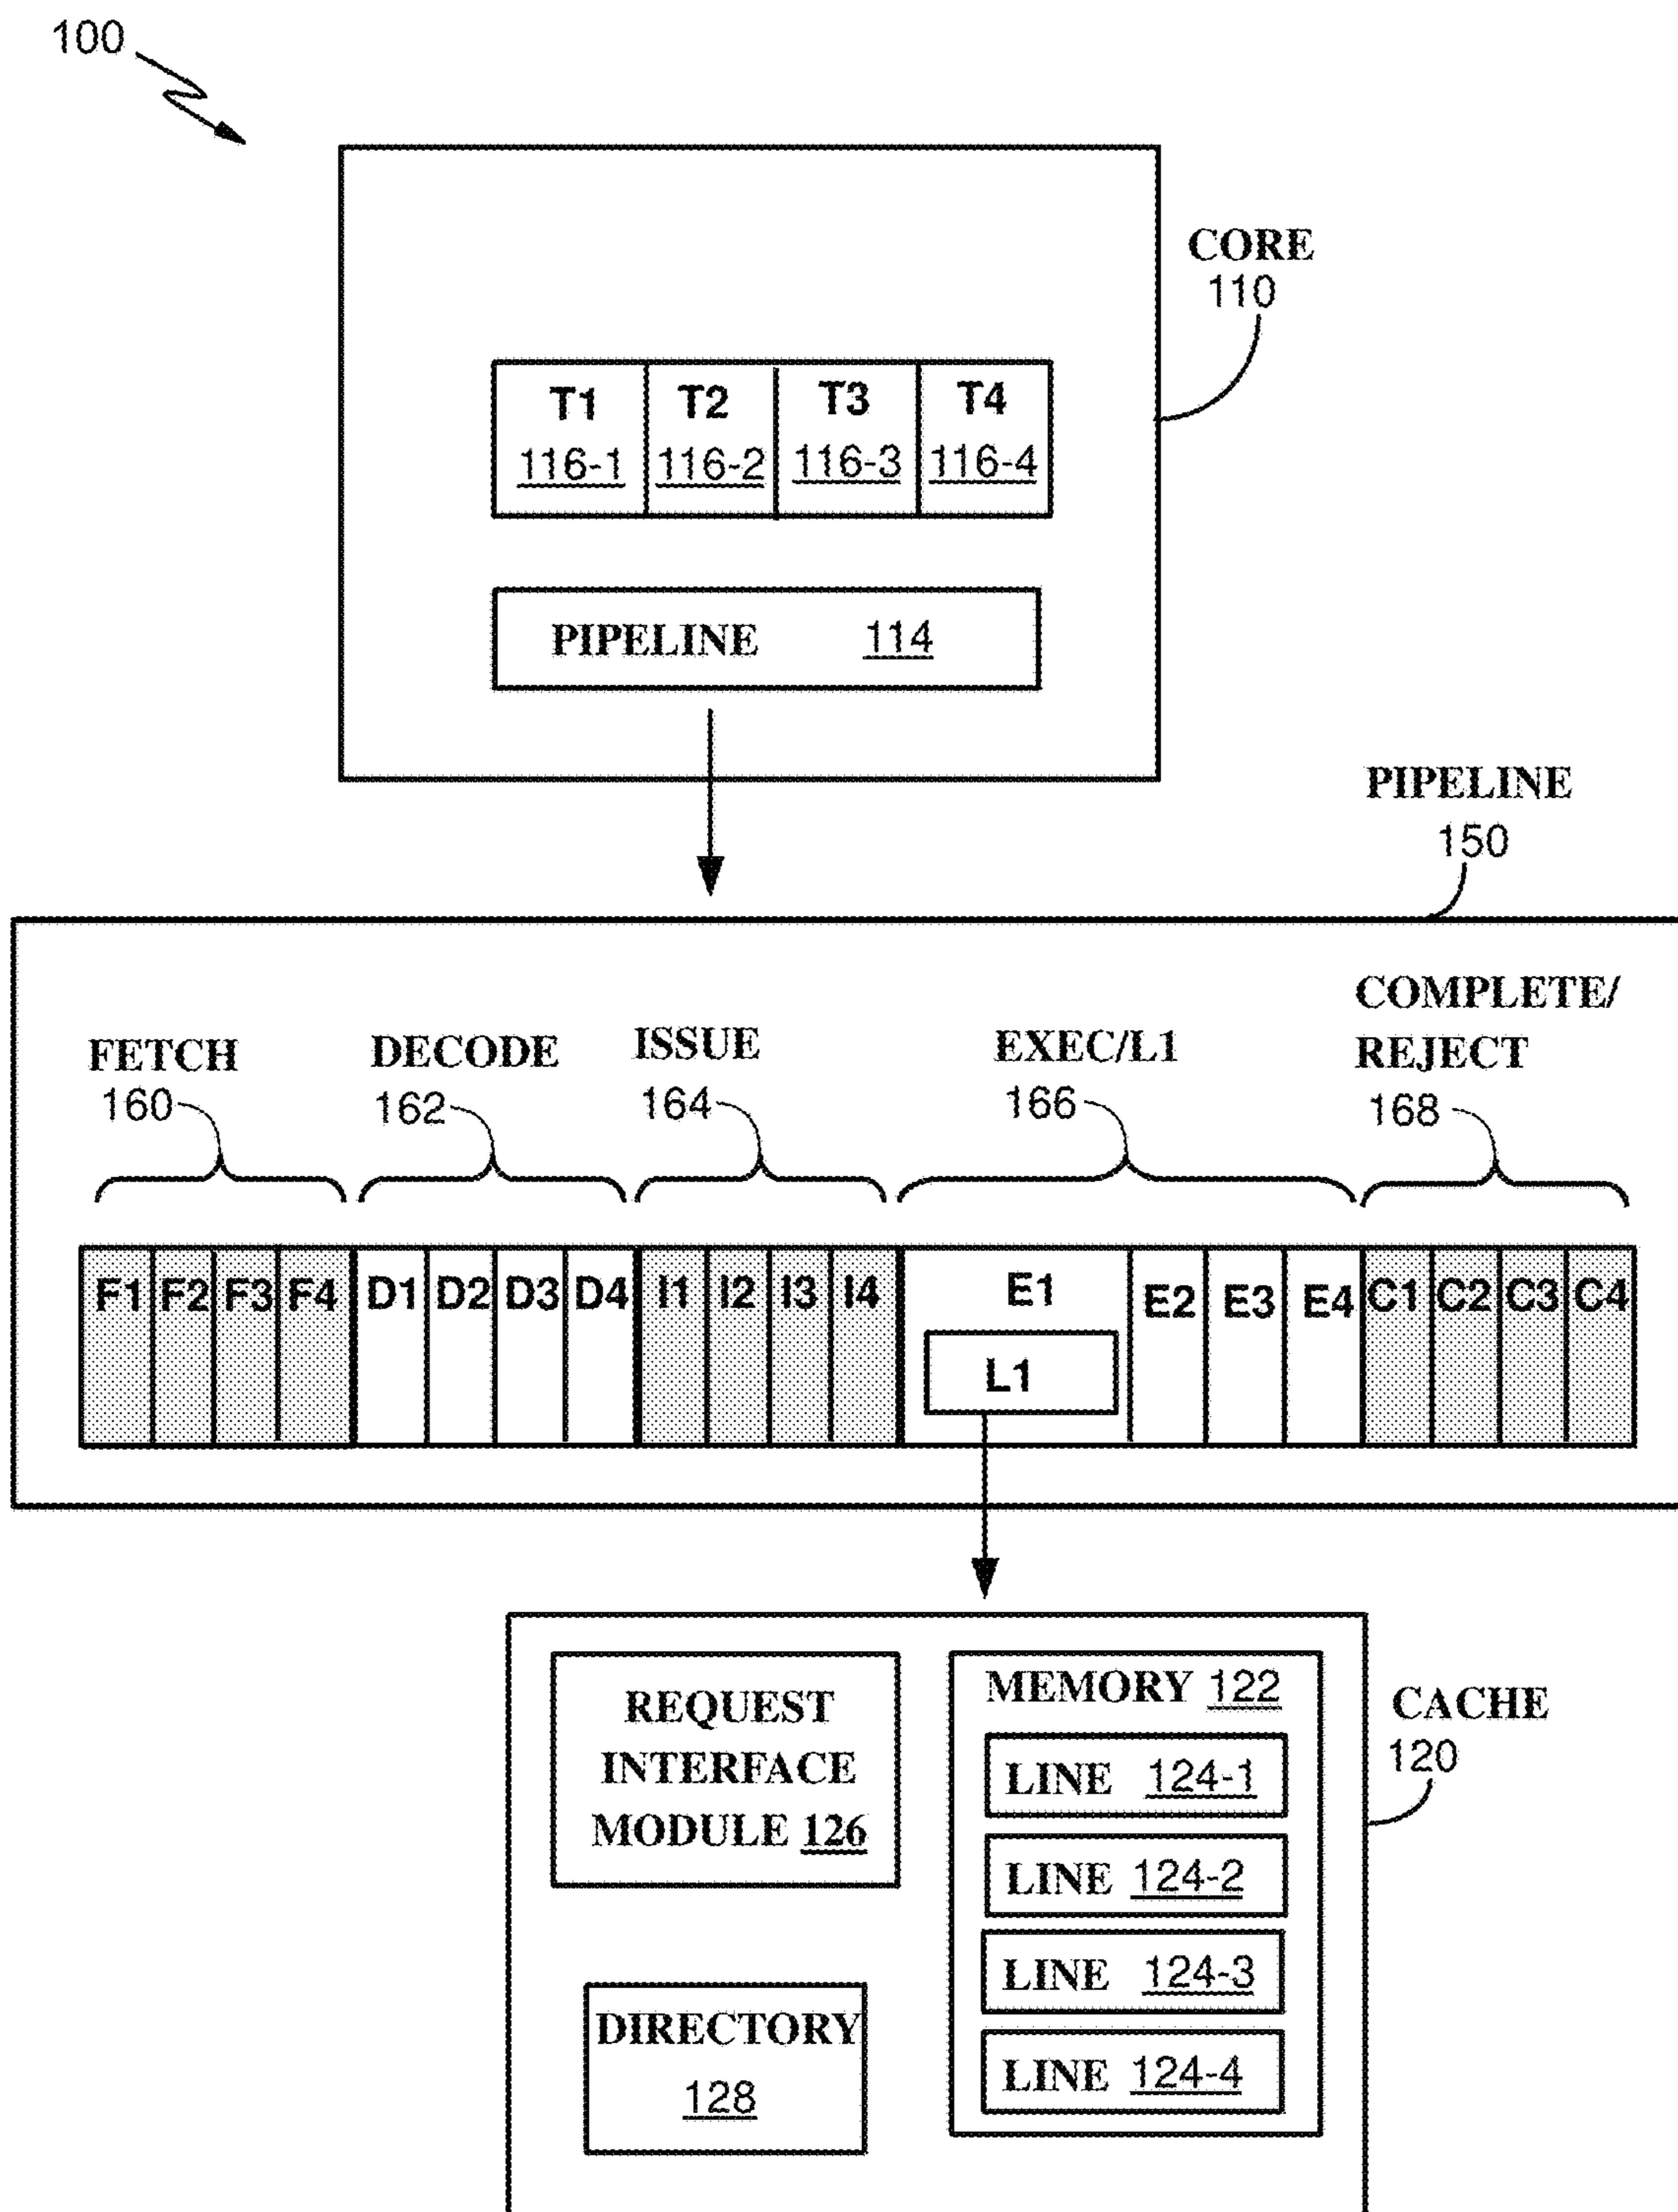 100
CORE
110
T1 T2 T3 T4
116-1 116-2 116-3 116-4
PIPELINE 114
PIPELINE
150
FETCH
160
DECODE
162
ISSUE
164
EXEC/L1
166
COMPLETE/
REJECT
168
F1 F2 F3 F4 D1 D2 D3 D4 I1 I2 I3 I4 E1 E2 E3 E4 C1 C2 C3 C4
L1
REQUEST
INTERFACE
MODULE 126
MEMORY 122
LINE 124-1
LINE 124-2
LINE 124-3
LINE 124-4
CACHE
120
DIRECTORY
128